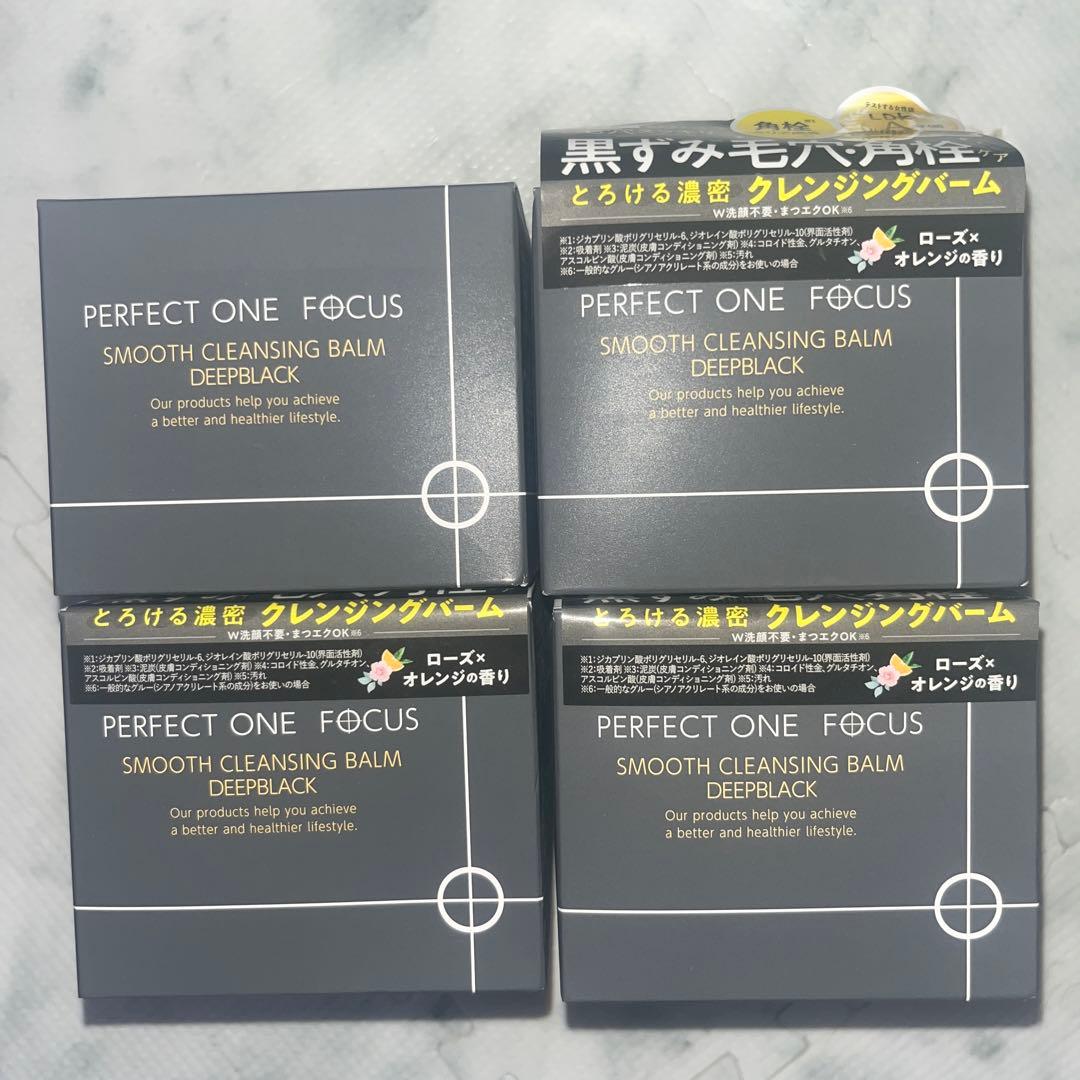 PERFECT ONE FOCUS
SMOOTH CLEANSING BALM
DEEPBLACK
Our products help you achieve
a better and healthier lifestyle.
角栓
テストする女性誌
LDK
黒ずみ毛穴・角栓ケア
とろける濃密 クレンジングバーム
W洗顔不要・まつエクOK※6
※1:ジカプリン酸ポリグリセリル-6、ジオレイン酸ポリグリセリル-10(界面活性剤)
※2:吸着剤 ※3:泥炭(皮膚コンディショニング剤) ※4:コロイド性金、グルタチオン、
アスコルビン酸(皮膚コンディショニング剤) ※5:汚れ
※6:一般的なグルー(シアノアクリレート系の成分)をお使いの場合
ローズ×
オレンジの香り
PERFECT ONE FOCUS
SMOOTH CLEANSING BALM
DEEPBLACK
Our products help you achieve
a better and healthier lifestyle.
とろける濃密 クレンジングバーム
W洗顔不要・まつエクOK※6
※1:ジカプリン酸ポリグリセリル-6、ジオレイン酸ポリグリセリル-10(界面活性剤)
※2:吸着剤 ※3:泥炭(皮膚コンディショニング剤) ※4:コロイド性金、グルタチオン、
アスコルビン酸(皮膚コンディショニング剤) ※5:汚れ
※6:一般的なグルー(シアノアクリレート系の成分)をお使いの場合
ローズ×
オレンジの香り
PERFECT ONE FOCUS
SMOOTH CLEANSING BALM
DEEPBLACK
Our products help you achieve
a better and healthier lifestyle.
黒ずみ毛穴・角栓
とろける濃密 クレンジングバーム
W洗顔不要・まつエクOK※6
※1:ジカプリン酸ポリグリセリル-6、ジオレイン酸ポリグリセリル-10(界面活性剤)
※2:吸着剤 ※3:泥炭(皮膚コンディショニング剤) ※4:コロイド性金、グルタチオン、
アスコルビン酸(皮膚コンディショニング剤) ※5:汚れ
※6:一般的なグルー(シアノアクリレート系の成分)をお使いの場合
ローズ×
オレンジの香り
PERFECT ONE FOCUS
SMOOTH CLEANSING BALM
DEEPBLACK
Our products help you achieve
a better and healthier lifestyle.